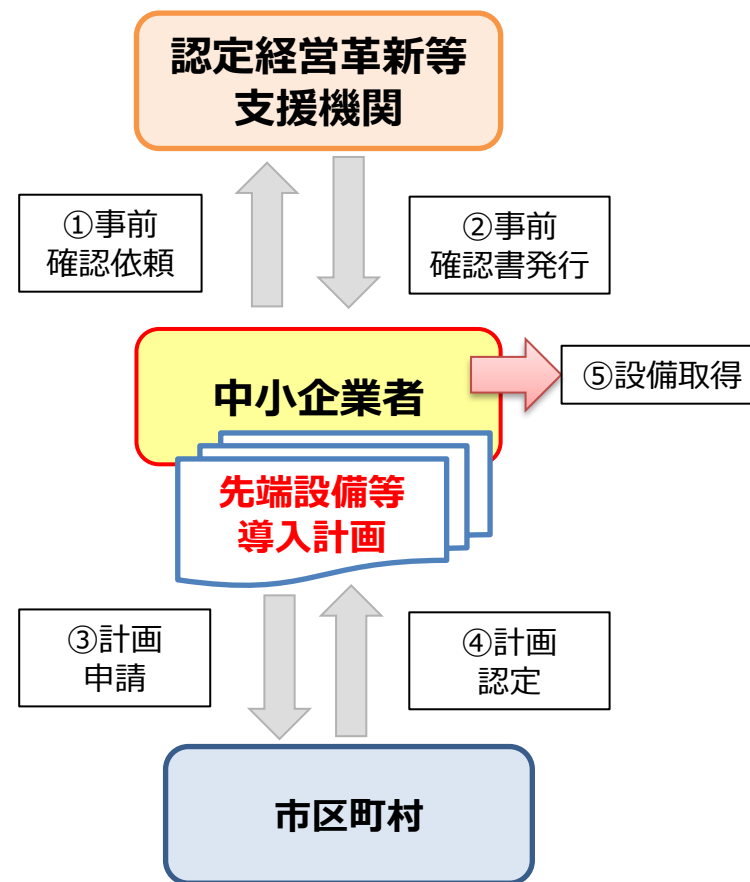 認定経営革新等
支援機関
①事前
確認依頼
②事前
確認書発行
中小企業者
⑤設備取得
先端設備等
導入計画
③計画
申請
④計画
認定
市区町村